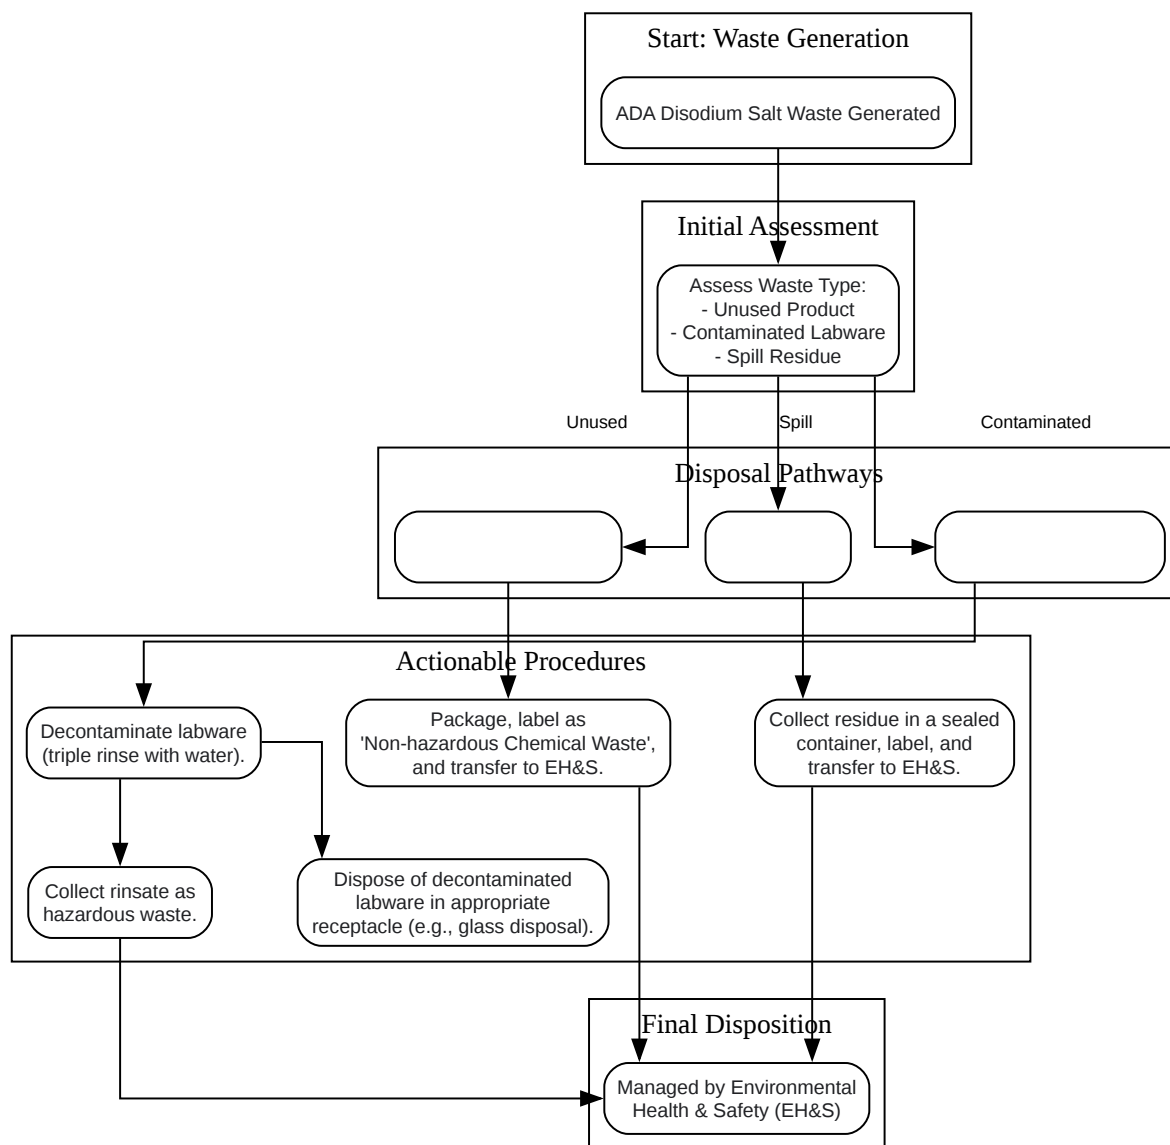 Start: Waste Generation
ADA Disodium Salt Waste Generated
Initial Assessment
Assess Waste Type:
- Unused Product
- Contaminated Labware
- Spill Residue
Unused
Spill
Contaminated
Disposal Pathways
Actionable Procedures
Decontaminate labware
(triple rinse with water).
Package, label as
'Non-hazardous Chemical Waste',
and transfer to EH&S.
Collect residue in a sealed
container, label, and
transfer to EH&S.
Collect rinsate as
hazardous waste.
Dispose of decontaminated
labware in appropriate
receptacle (e.g., glass disposal).
Final Disposition
Managed by Environmental
Health & Safety (EH&S)